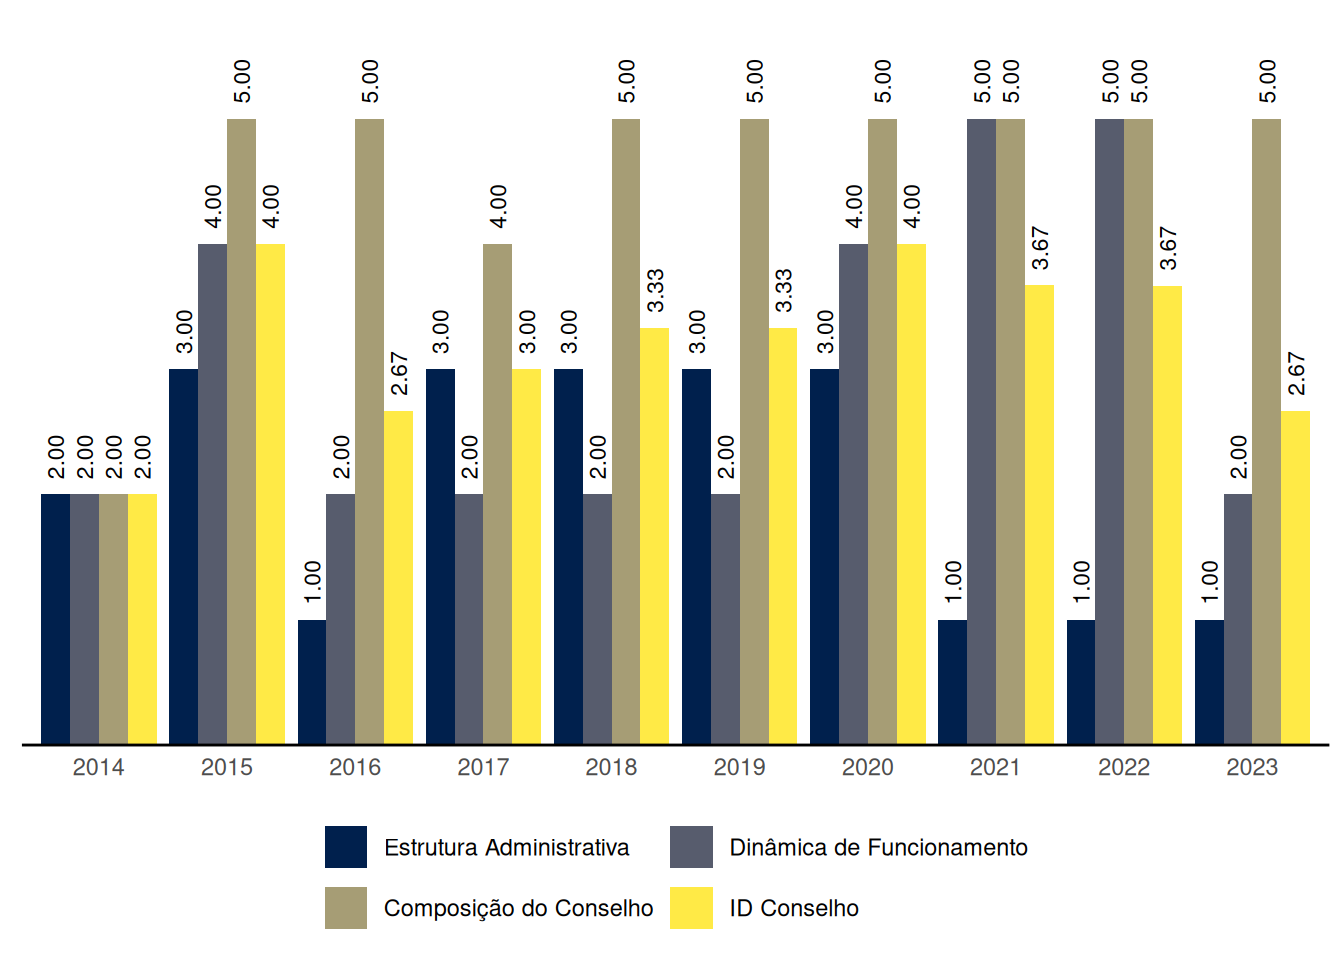 5.00 5.00 5.00 5.00 5.00 5.00 5.00 5.00 5.00 5.00
4.00 4.00 4.00 4.00 4.00
3.67 3.67
3.33 3.33
3.00 3.00 3.00 3.00 3.00 3.00
2.67 2.67
2.00 2.00 2.00 2.00 2.00 2.00 2.00 2.00 2.00
1.00 1.00 1.00 1.00
2014 2015 2016 2017 2018 2019 2020 2021 2022 2023
Estrutura Administrativa Dinâmica de Funcionamento
Composição do Conselho ID Conselho